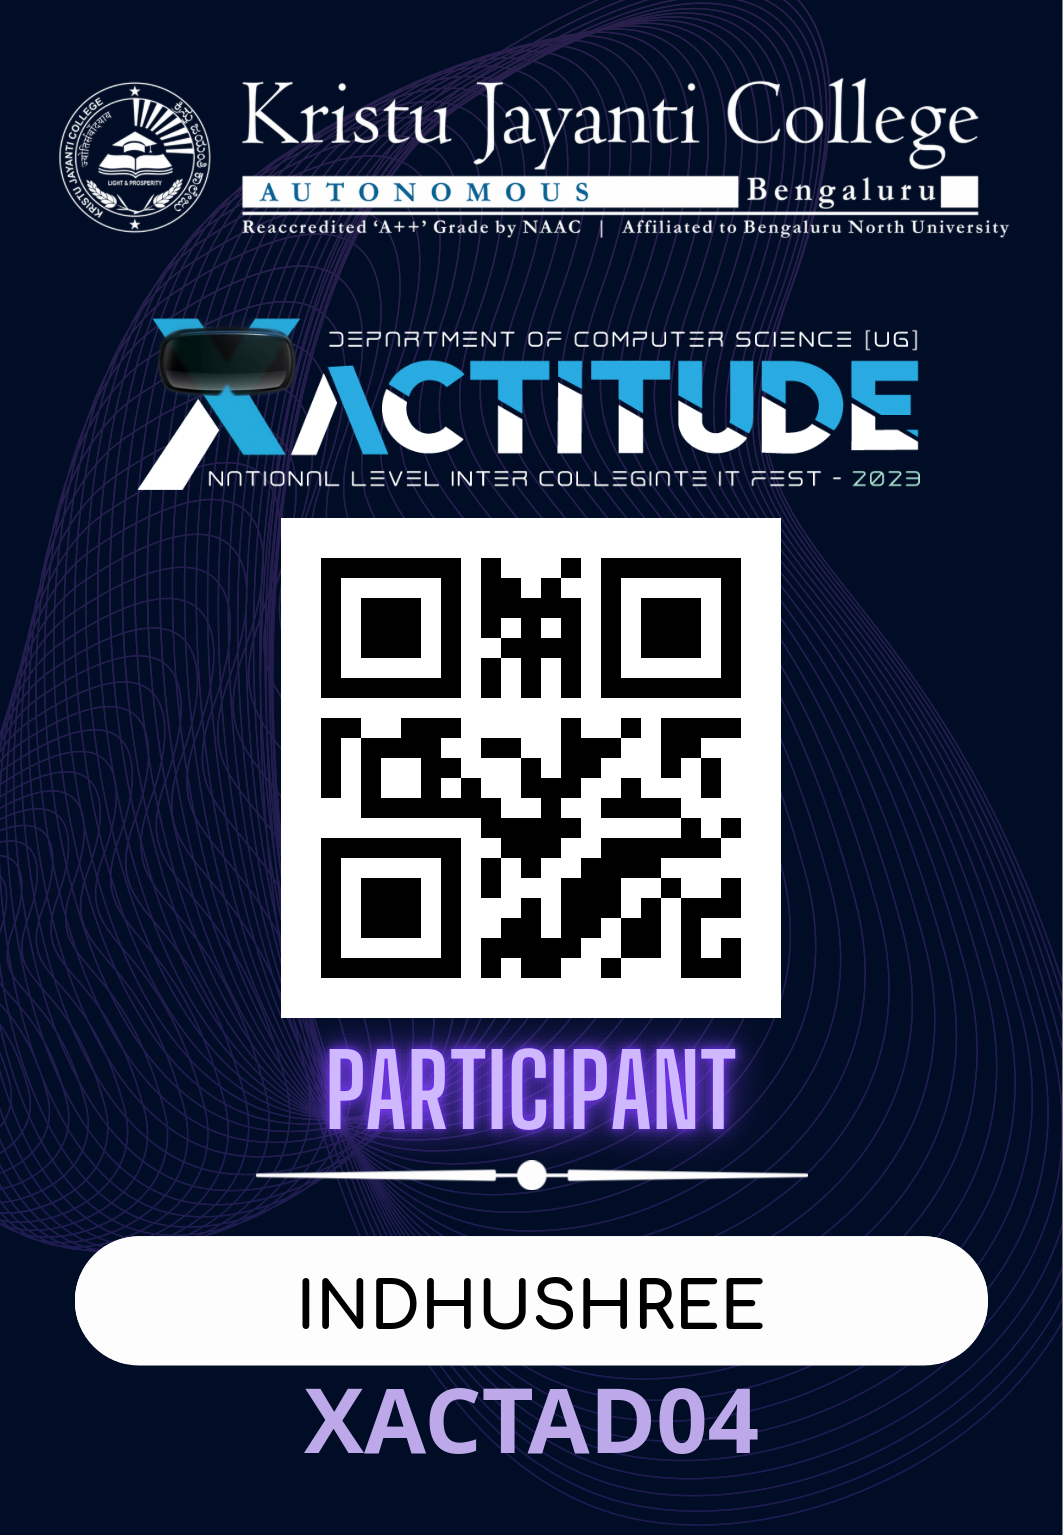 KRISTU JAYANTI COLLEGE
LIGHT & PROSPERITY
Kristu Jayanti College
AUTONOMOUS Bengaluru
Reaccredited ‘A++’ Grade by NAAC | Affiliated to Bengaluru North University
DEPARTMENT OF COMPUTER SCIENCE [UG]
XACTITUDE
NATIONAL LEVEL INTER COLLEGIATE IT FEST - 2023
PARTICIPANT
INDHUSHREE
XACTAD04